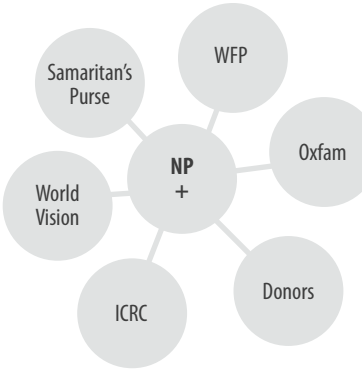 WFP
Samaritan's
Purse
Oxfam
NP
+
World
Vision
Donors
ICRC